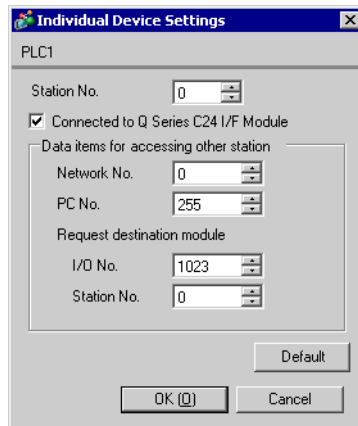 Individual Device Settings
PLC1
Station No. 0
Connected to Q Series C24 I/F Module
Data items for accessing other station
Network No. 0
PC No. 255
Request destination module
I/O No. 1023
Station No. 0
Default
OK (O) Cancel